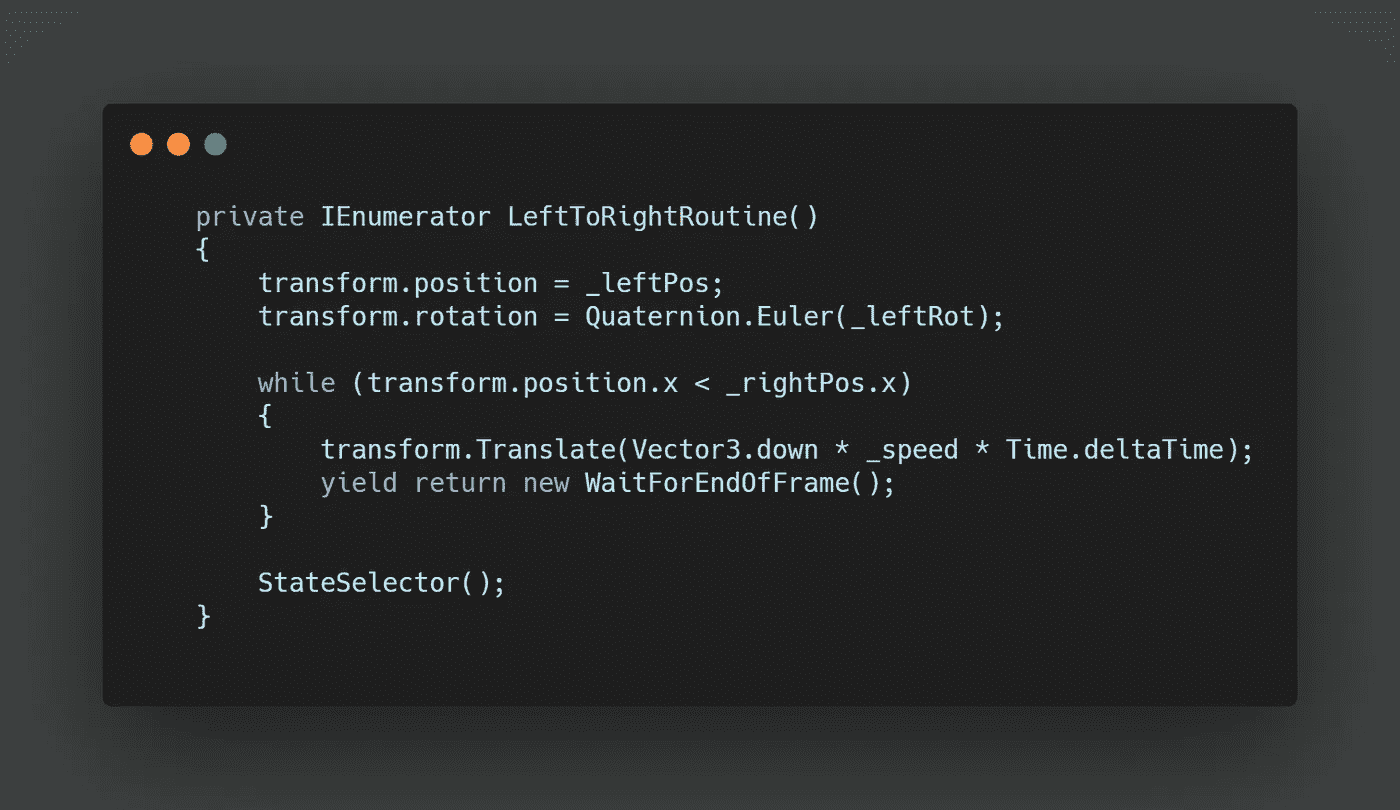 private IEnumerator LeftToRightRoutine()
{
    transform.position = _leftPos;
    transform.rotation = Quaternion.Euler(_leftRot);

    while (transform.position.x < _rightPos.x)
    {
        transform.Translate(Vector3.down * _speed * Time.deltaTime);
        yield return new WaitForEndOfFrame();
    }

    StateSelector();
}